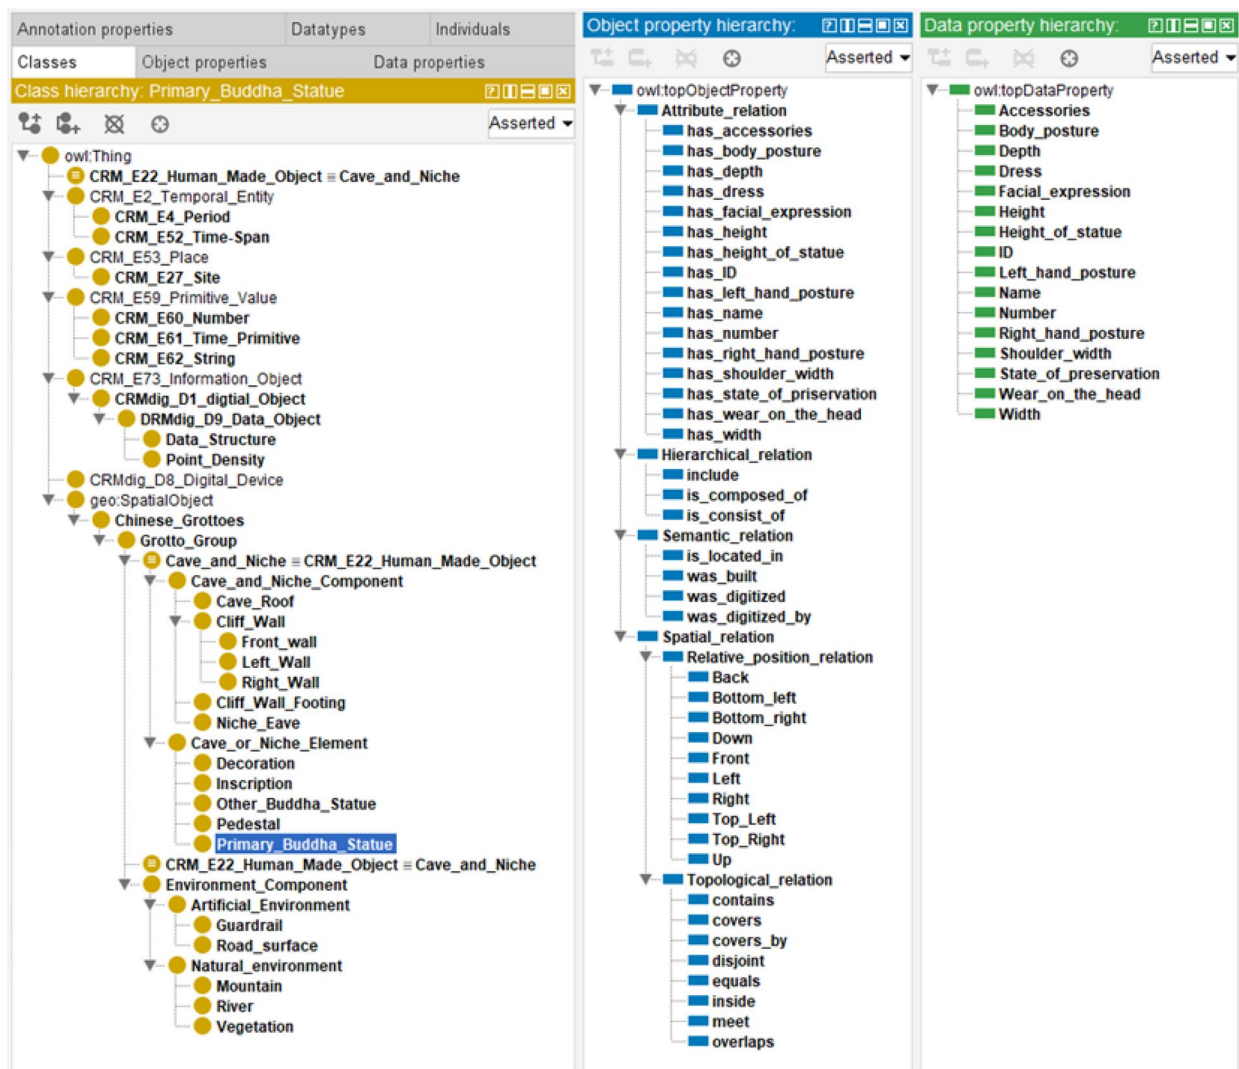 Annotation properties Datatypes Individuals
Classes Object properties Data properties
Class hierarchy: Primary_Buddha_Statue
Asserted
owl:Thing
CRM_E22_Human_Made_Object ≡ Cave_and_Niche
CRM_E2_Temporal_Entity
CRM_E4_Period
CRM_E52_Time-Span
CRM_E53_Place
CRM_E27_Site
CRM_E59_Primitive_Value
CRM_E60_Number
CRM_E61_Time_Primitive
CRM_E62_String
CRM_E73_Information_Object
CRMdig_D1_digtial_Object
DRMdig_D9_Data_Object
Data_Structure
Point_Density
CRMdig_D8_Digital_Device
geo:SpatialObject
Chinese_Grottoes
Grotto_Group
Cave_and_Niche ≡ CRM_E22_Human_Made_Object
Cave_and_Niche_Component
Cave_Roof
Cliff_Wall
Front_wall
Left_Wall
Right_Wall
Cliff_Wall_Footing
Niche_Eave
Cave_or_Niche_Element
Decoration
Inscription
Other_Buddha_Statue
Pedestal
Primary_Buddha_Statue
CRM_E22_Human_Made_Object ≡ Cave_and_Niche
Environment_Component
Artificial_Environment
Guardrail
Road_surface
Natural_environment
Mountain
River
Vegetation
Object property hierarchy:
Asserted
owl:topObjectProperty
Attribute_relation
has_accessories
has_body_posture
has_depth
has_dress
has_facial_expression
has_height
has_height_of_statue
has_ID
has_left_hand_posture
has_name
has_number
has_right_hand_posture
has_shoulder_width
has_state_of_priservation
has_wear_on_the_head
has_width
Hierarchical_relation
include
is_composed_of
is_consist_of
Semantic_relation
is_located_in
was_built
was_digitized
was_digitized_by
Spatial_relation
Relative_position_relation
Back
Bottom_left
Bottom_right
Down
Front
Left
Right
Top_Left
Top_Right
Up
Topological_relation
contains
covers
covers_by
disjoint
equals
inside
meet
overlaps
Data property hierarchy:
Asserted
owl:topDataProperty
Accessories
Body_posture
Depth
Dress
Facial_expression
Height
Height_of_statue
ID
Left_hand_posture
Name
Number
Right_hand_posture
Shoulder_width
State_of_preservation
Wear_on_the_head
Width